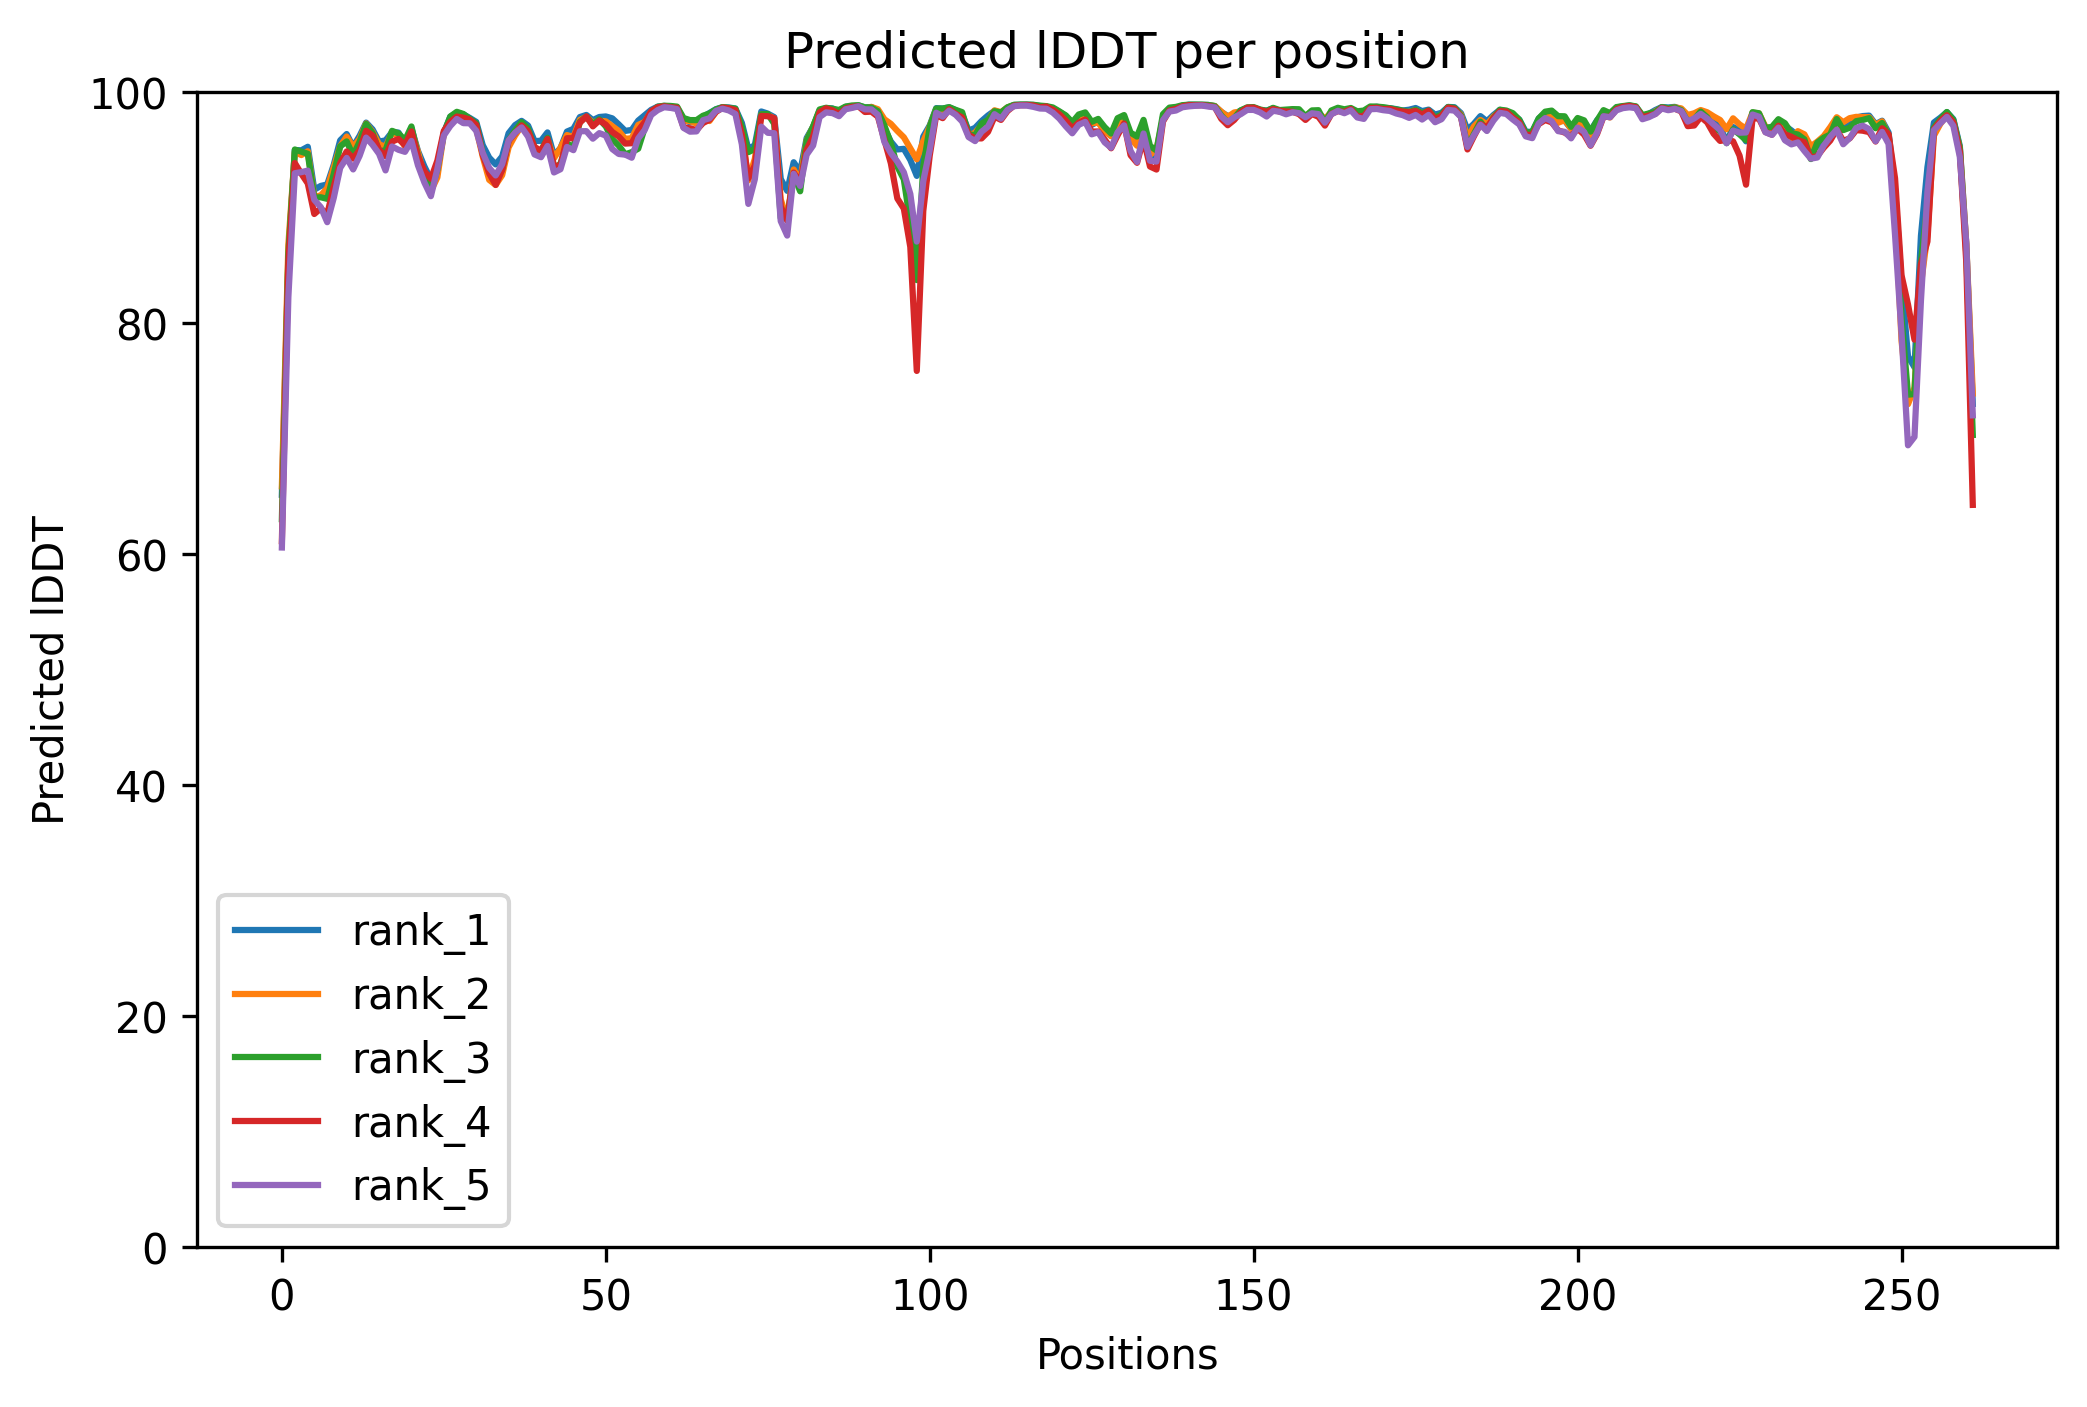 Predicted lDDT per position
100
80
60
40
20
0
Predicted lDDT
rank_1
rank_2
rank_3
rank_4
rank_5
0 50 100 150 200 250
Positions